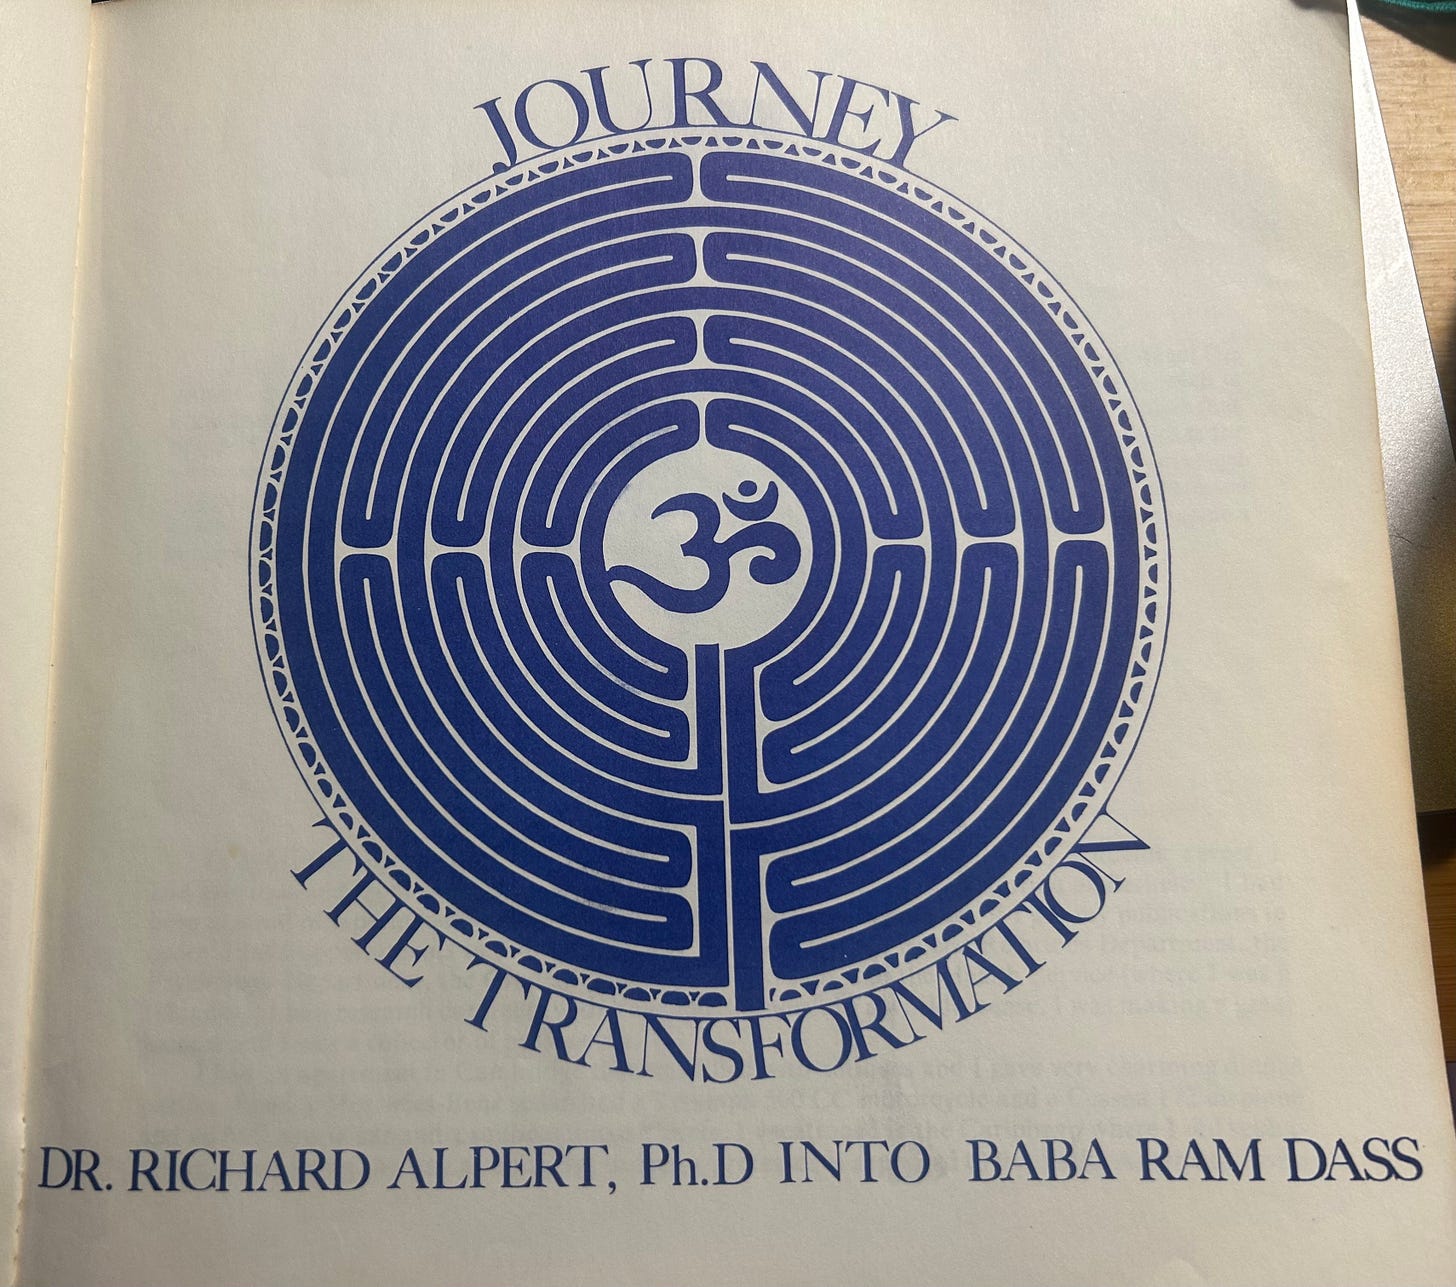 JOURNEY
ॐ
THE TRANSFORMATION
DR. RICHARD ALPERT, Ph.D INTO BABA RAM DASS